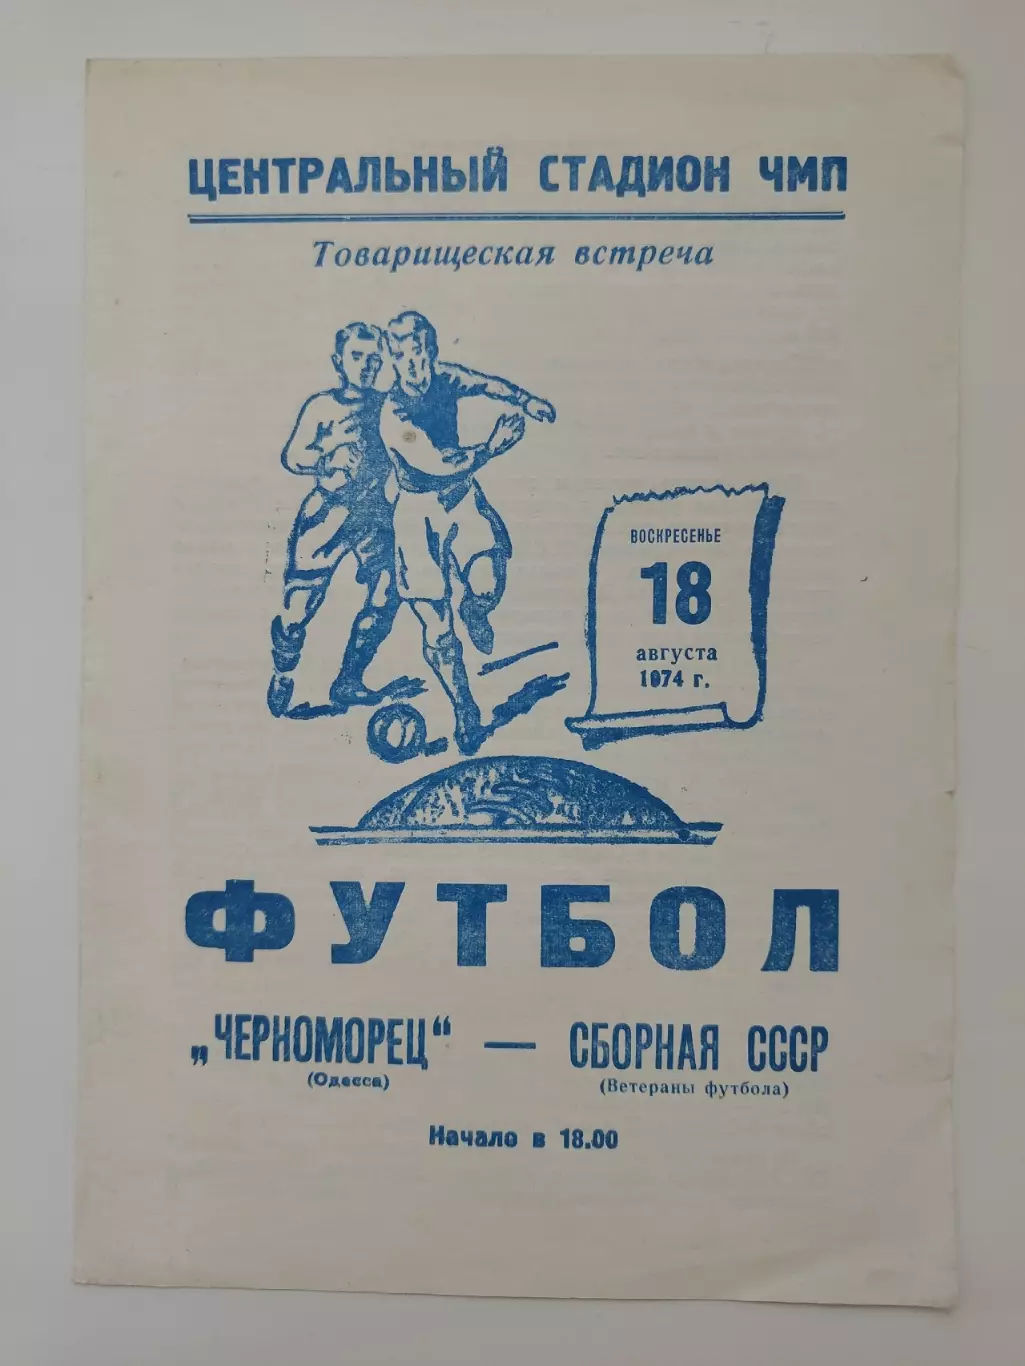 ЦЕНТРАЛЬНЫЙ СТАДИОН ЧМП
Товарищеская встреча
ВОСКРЕСЕНЬЕ
18
августа
1974 г.
ФУТБОЛ
„ЧЕРНОМОРЕЦ“ — СБОРНАЯ СССР
(Одесса) (Ветераны футбола)
Начало в 18.00